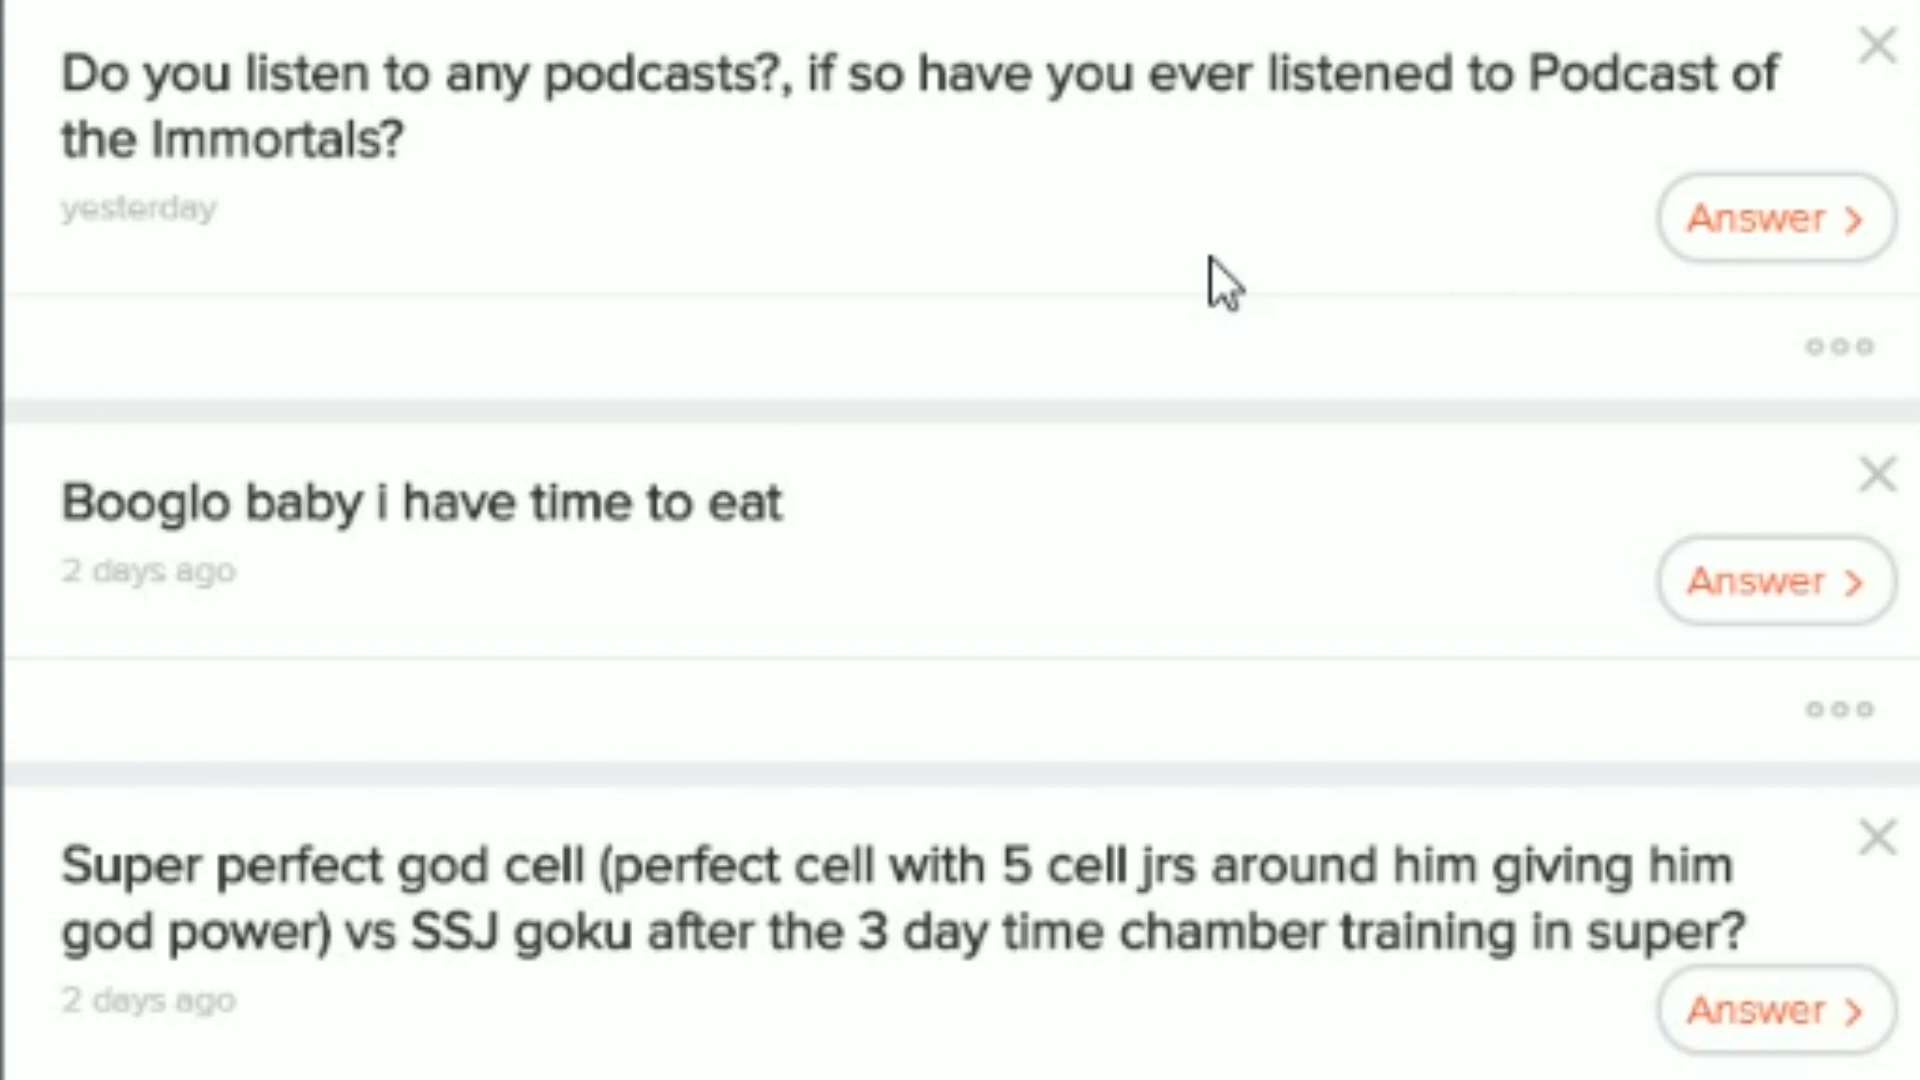 Do you listen to any podcasts?, if so have you ever listened to Podcast of
the Immortals?
yesterday
Answer
Booglo baby i have time to eat
2 days ago
Answer
Super perfect god cell (perfect cell with 5 cell jrs around him giving him
god power) vs SSJ goku after the 3 day time chamber training in super?
2 days ago
Answer